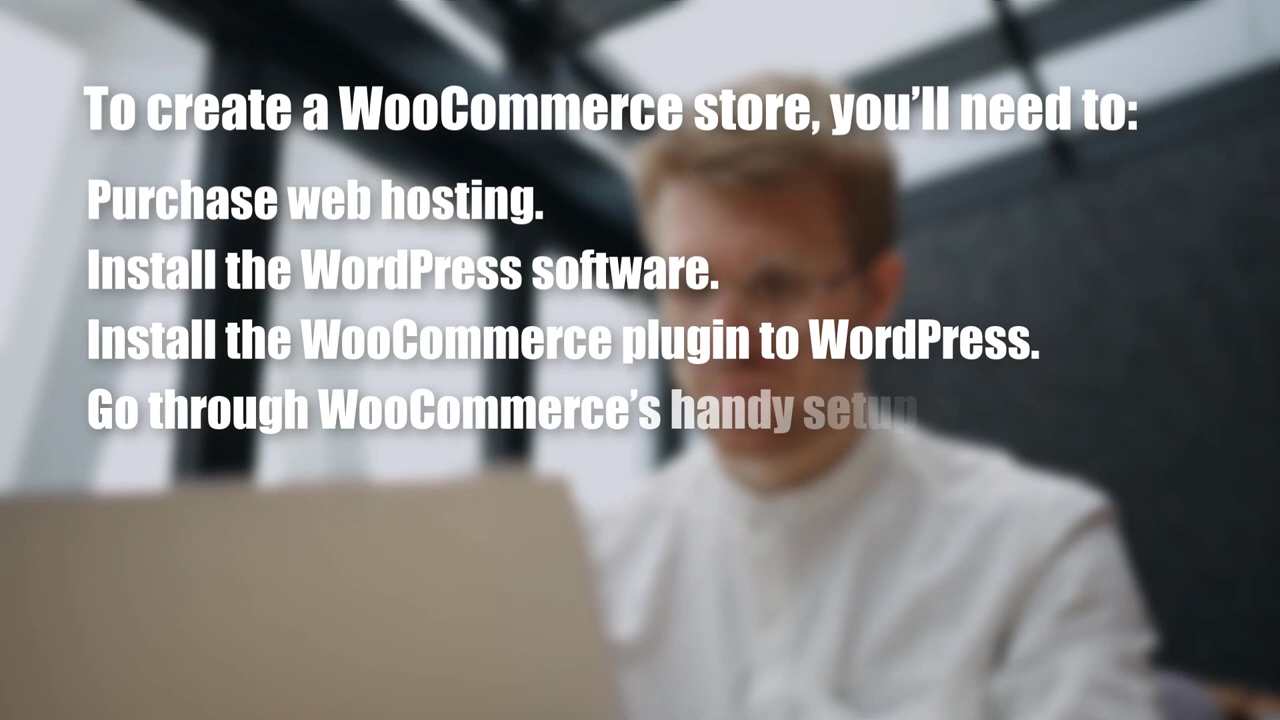 To create a WooCommerce store, you’ll need to:
Purchase web hosting.
Install the WordPress software.
Install the WooCommerce plugin to WordPress.
Go through WooCommerce’s handy setup